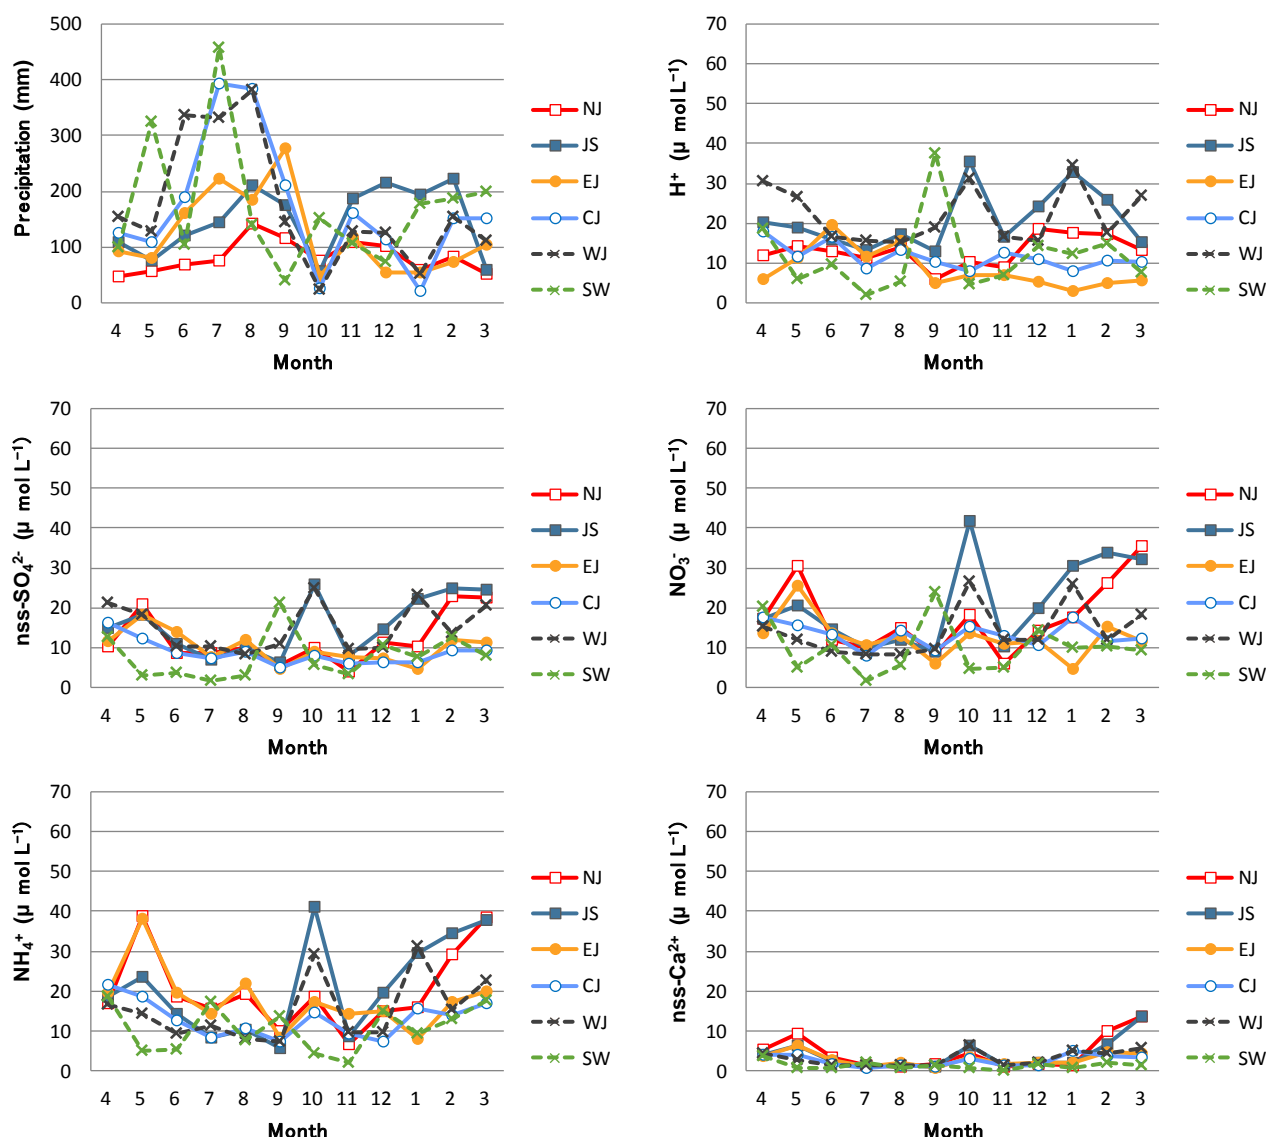 500
400
300
200
100
0
Precipitation (mm)
4 5 6 7 8 9 10 11 12 1 2 3
Month
NJ
JS
EJ
CJ
WJ
SW
70
60
50
40
30
20
10
0
H⁺ (μ mol L⁻¹)
4 5 6 7 8 9 10 11 12 1 2 3
Month
NJ
JS
EJ
CJ
WJ
SW
70
60
50
40
30
20
10
0
nss-SO₄²⁻ (μ mol L⁻¹)
4 5 6 7 8 9 10 11 12 1 2 3
Month
NJ
JS
EJ
CJ
WJ
SW
70
60
50
40
30
20
10
0
NO₃⁻ (μ mol L⁻¹)
4 5 6 7 8 9 10 11 12 1 2 3
Month
NJ
JS
EJ
CJ
WJ
SW
70
60
50
40
30
20
10
0
NH₄⁺ (μ mol L⁻¹)
4 5 6 7 8 9 10 11 12 1 2 3
Month
NJ
JS
EJ
CJ
WJ
SW
70
60
50
40
30
20
10
0
nss-Ca²⁺ (μ mol L⁻¹)
4 5 6 7 8 9 10 11 12 1 2 3
Month
NJ
JS
EJ
CJ
WJ
SW